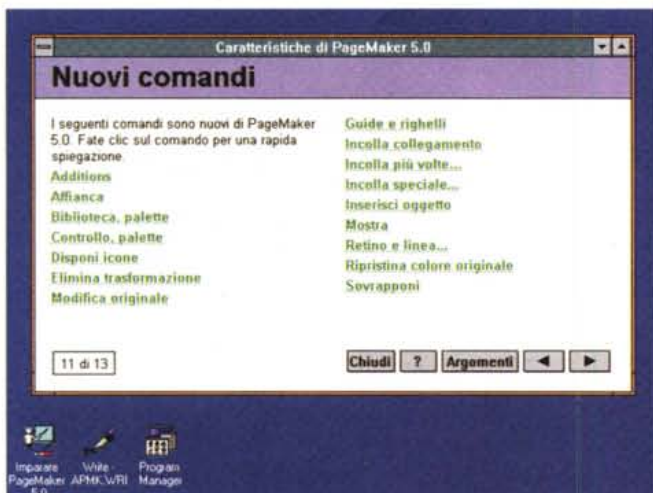 Caratteristiche di PageMaker 5.0
Nuovi comandi
I seguenti comandi sono nuovi di PageMaker
5.0. Fate clic sul comando per una rapida
spiegazione.
Additions
Affianca
Biblioteca, palette
Controllo, palette
Disponi icone
Elimina trasformazione
Modifica originale
Guide e righelli
Incolla collegamento
Incolla più volte...
Incolla speciale...
Inserisci oggetto
Mostra
Retino e linea...
Ripristina colore originale
Sovrapponi
11 di 13
Chiudi
?
Argomenti
Imparare
PageMaker
5.0
Write -
APMK.WRI
Program
Manager